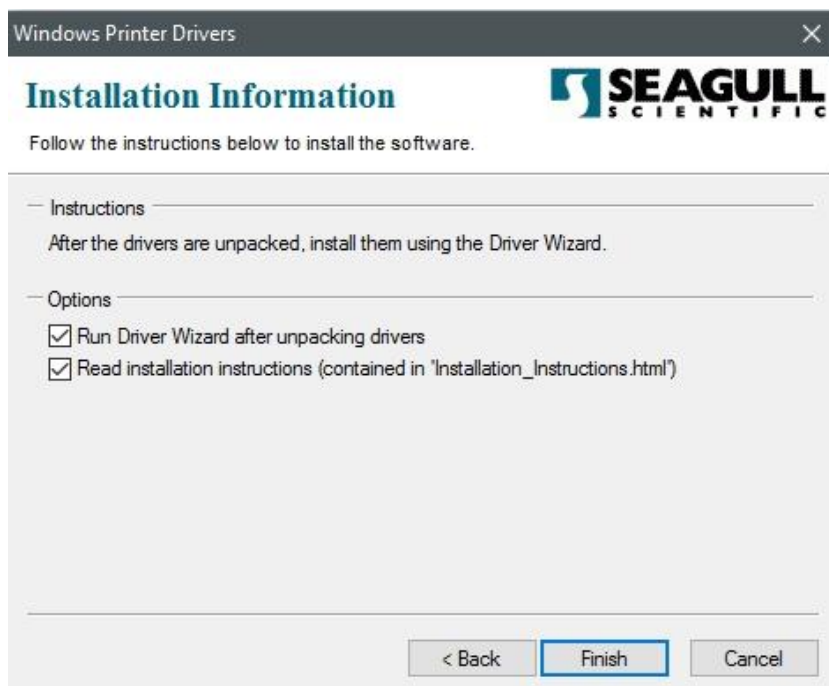 Windows Printer Drivers
Installation Information
SEAGULL
SCIENTIFIC
Follow the instructions below to install the software.
Instructions
After the drivers are unpacked, install them using the Driver Wizard.
Options
Run Driver Wizard after unpacking drivers
Read installation instructions (contained in 'Installation_Instructions.html')
< Back
Finish
Cancel